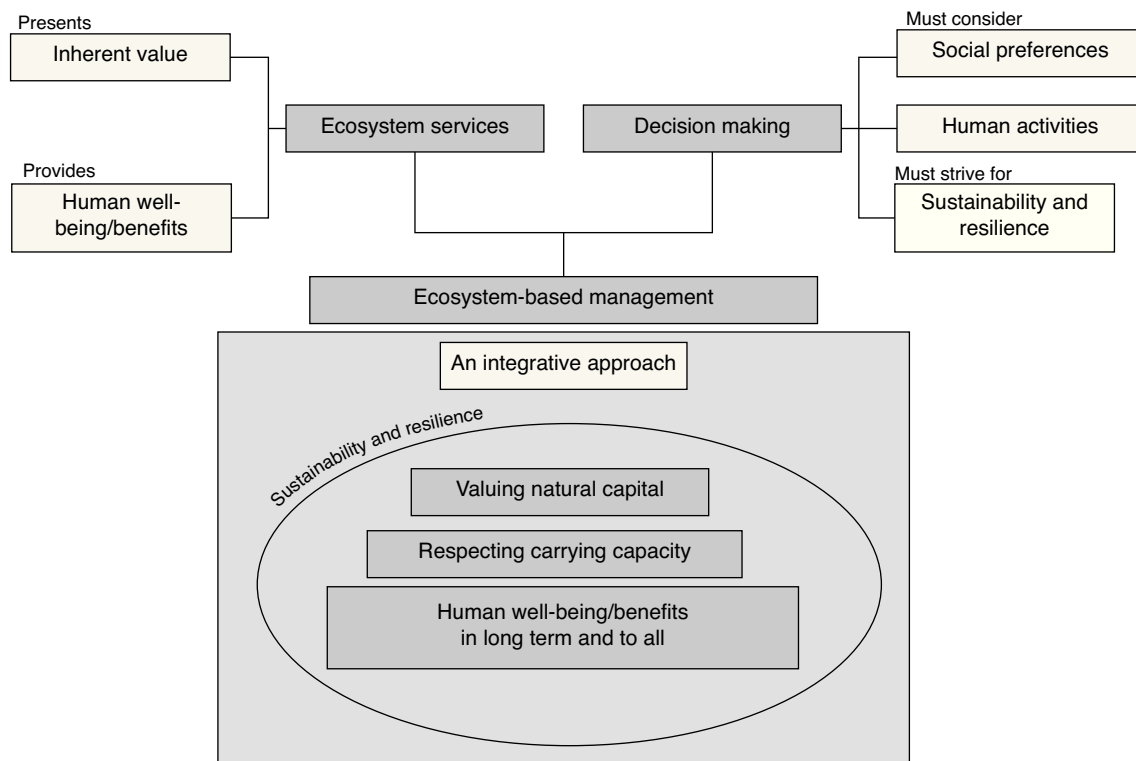 Presents
Inherent value
Provides
Human well-
being/benefits
Ecosystem services
Decision making
Must consider
Social preferences
Human activities
Must strive for
Sustainability and
resilience
Ecosystem-based management
An integrative approach
Sustainability and resilience
Valuing natural capital
Respecting carrying capacity
Human well-being/benefits
in long term and to all